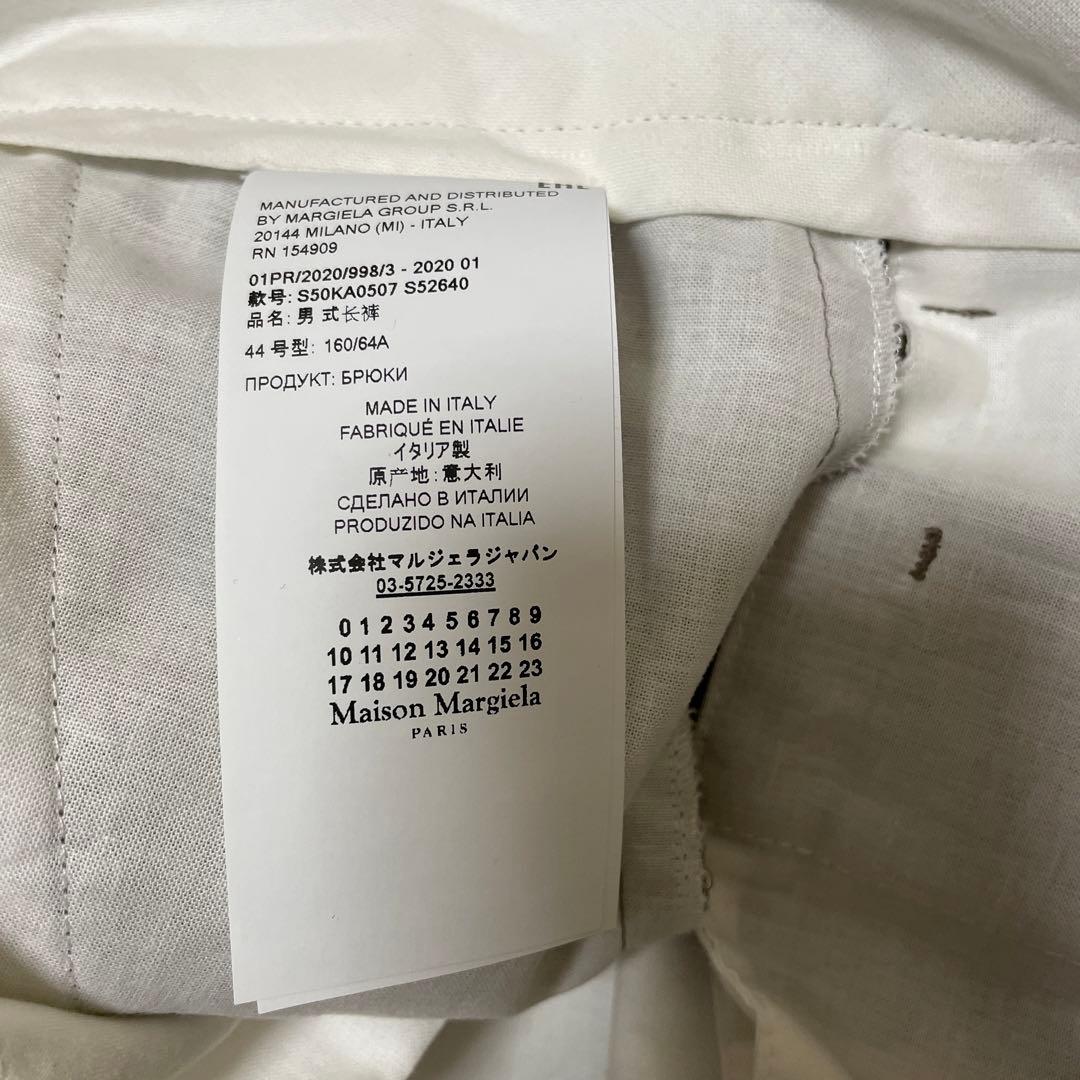 EAC
MANUFACTURED AND DISTRIBUTED
BY MARGIELA GROUP S.R.L.
20144 MILANO (MI) - ITALY
RN 154909
01PR/2020/998/3 - 2020 01
款号: S50KA0507 S52640
品名: 男 式长裤
44 号型: 160/64A
ПРОДУКТ: БРЮКИ
MADE IN ITALY
FABRIQUÉ EN ITALIE
イタリア製
原产地: 意大利
СДЕЛАНО В ИТАЛИИ
PRODUZIDO NA ITALIA
株式会社マルジェラジャパン
03-5725-2333
0 1 2 3 4 5 6 7 8 9
10 11 12 13 14 15 16
17 18 19 20 21 22 23
Maison Margiela
PARIS